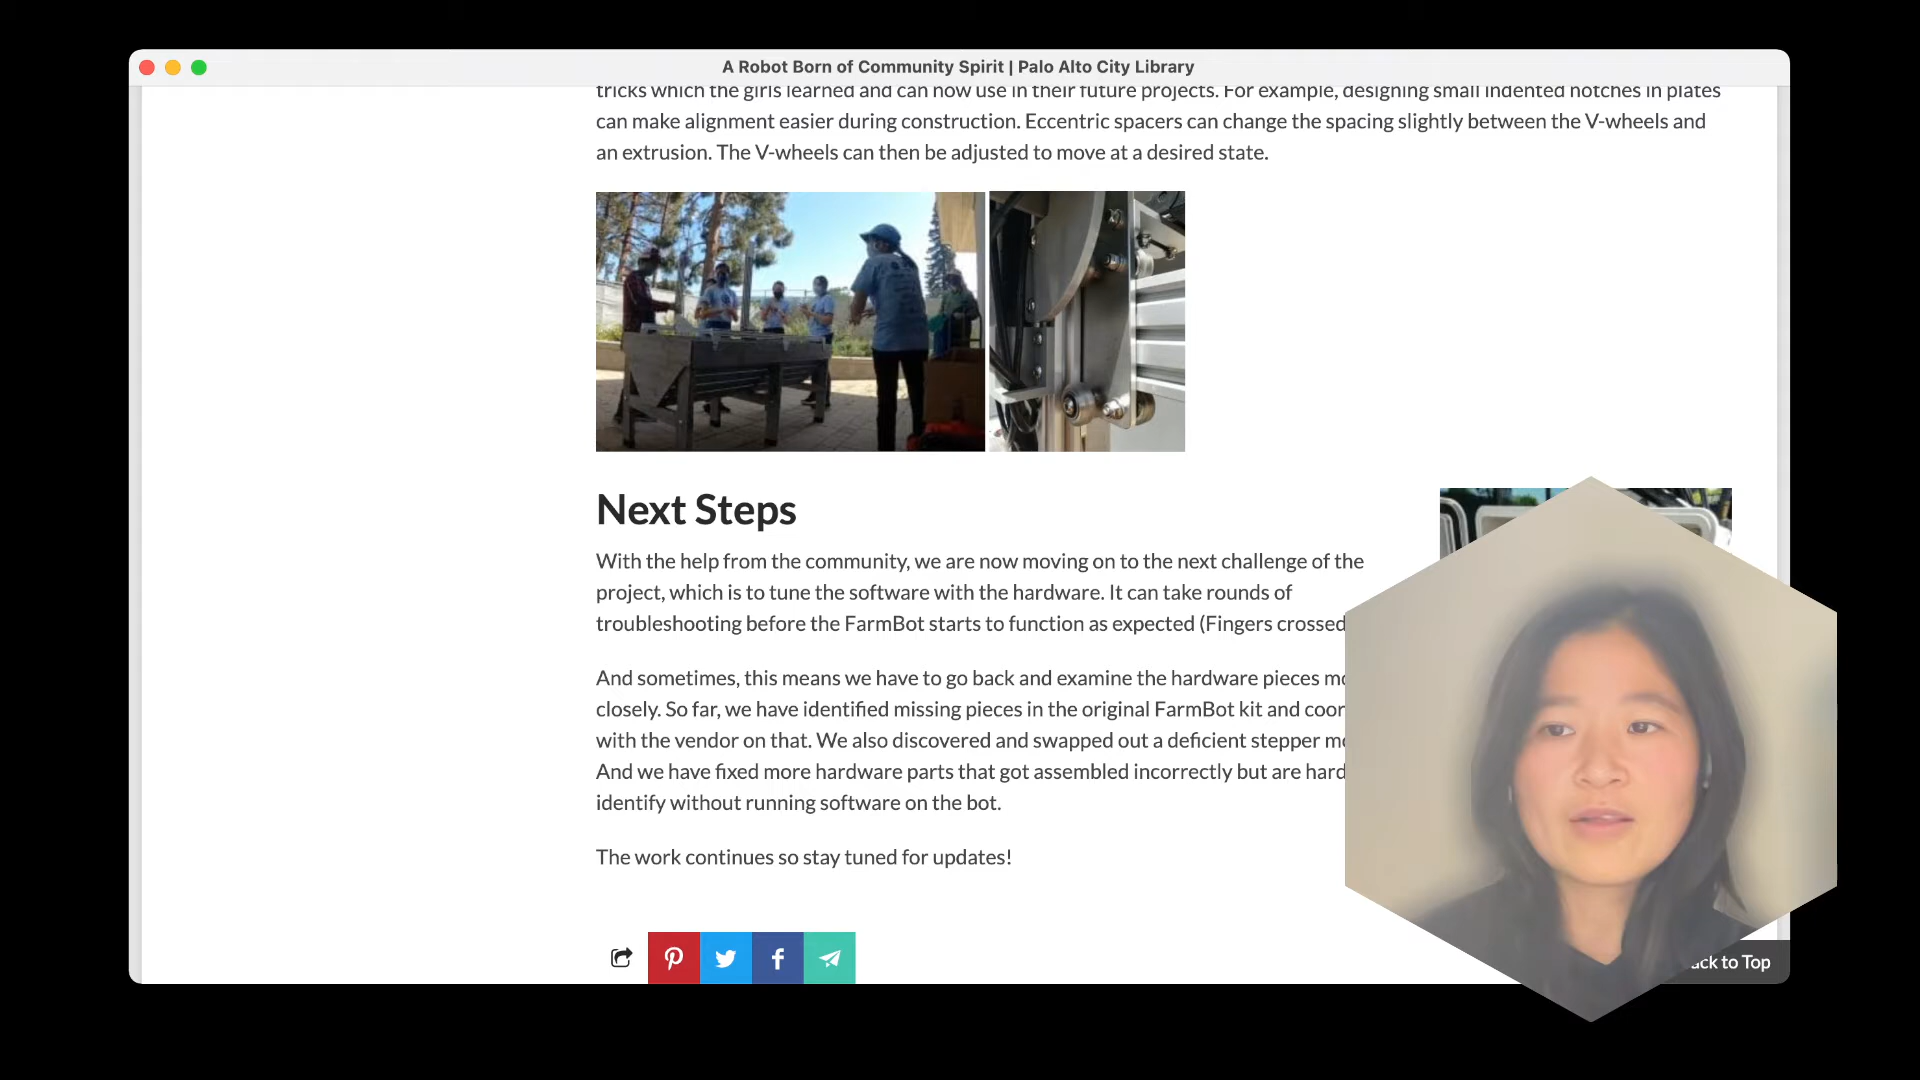 A Robot Born of Community Spirit | Palo Alto City Library
tricks which the girls learned and can now use in their future projects. For example, designing small indented notches in plates
can make alignment easier during construction. Eccentric spacers can change the spacing slightly between the V-wheels and
an extrusion. The V-wheels can then be adjusted to move at a desired state.
Next Steps
With the help from the community, we are now moving on to the next challenge of the
project, which is to tune the software with the hardware. It can take rounds of
troubleshooting before the FarmBot starts to function as expected (Fingers crossed
And sometimes, this means we have to go back and examine the hardware pieces
closely. So far, we have identified missing pieces in the original FarmBot kit and
with the vendor on that. We also discovered and swapped out a deficient stepper
And we have fixed more hardware parts that got assembled incorrectly but are hard
identify without running software on the bot.
The work continues so stay tuned for updates!
to Top